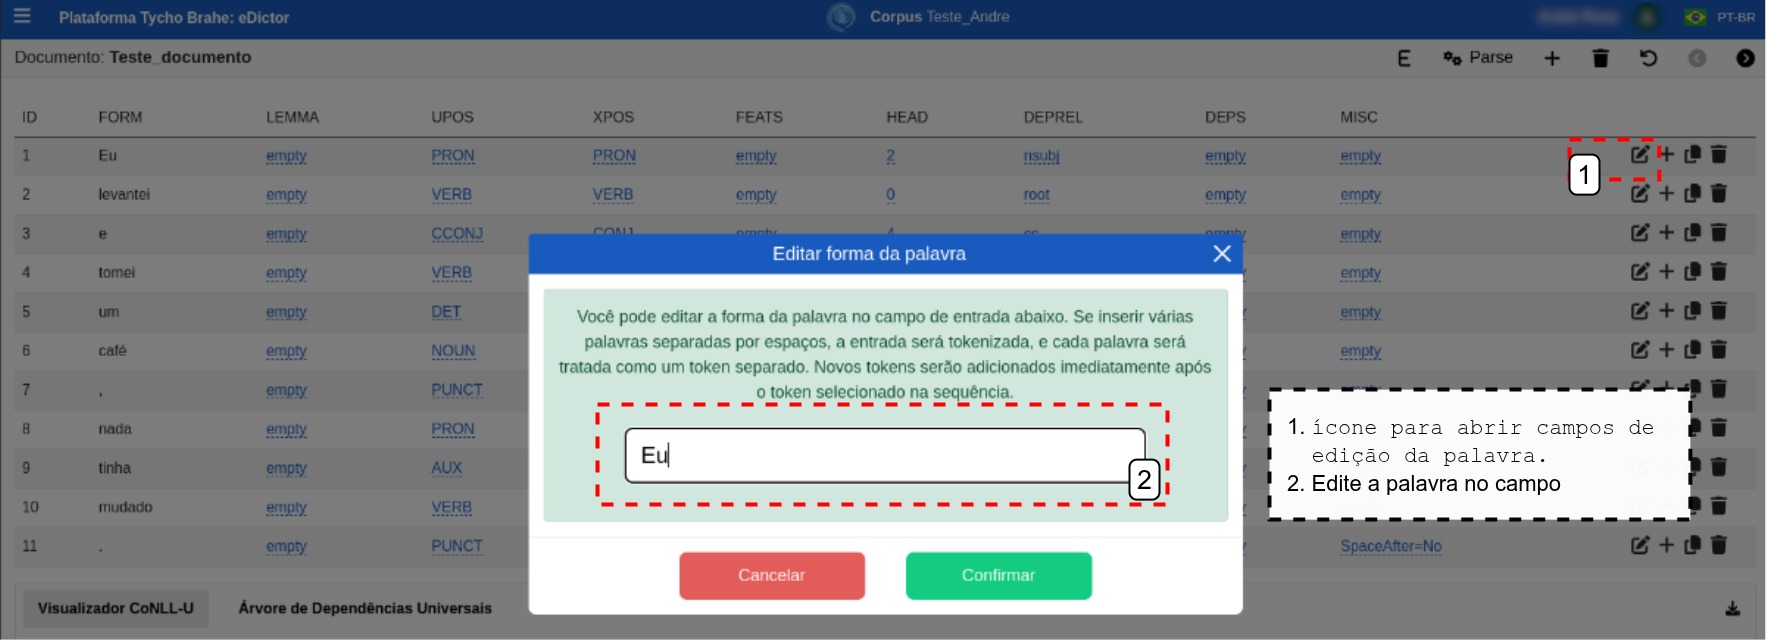 Plataforma Tycho Brahe: eDictor Corpus Teste_Andre PT-BR
Documento: Teste_documento E Parse
ID FORM LEMMA UPOS XPOS FEATS HEAD DEPREL DEPS MISC
1 Eu empty PRON PRON empty 2 nsubj empty empty
1
2 levantei empty VERB VERB empty 0 root empty empty
3 e empty CCONJ CONJ empty 4 cc empty empty
Editar forma da palavra
4 tomei empty VERB empty
5 um empty DET empty
6 café empty NOUN empty
7 , empty PUNCT
8 nada empty PRON
9 tinha empty AUX
10 mudado empty VERB
11 . empty PUNCT SpaceAfter=No
Você pode editar a forma da palavra no campo de entrada abaixo. Se inserir várias
palavras separadas por espaços, a entrada será tokenizada, e cada palavra será
tratada como um token separado. Novos tokens serão adicionados imediatamente após
o token selecionado na sequência.
Eu
2
Cancelar Confirmar
1. ícone para abrir campos de
edição da palavra.
2. Edite a palavra no campo
Visualizador CoNLL-U Árvore de Dependências Universais